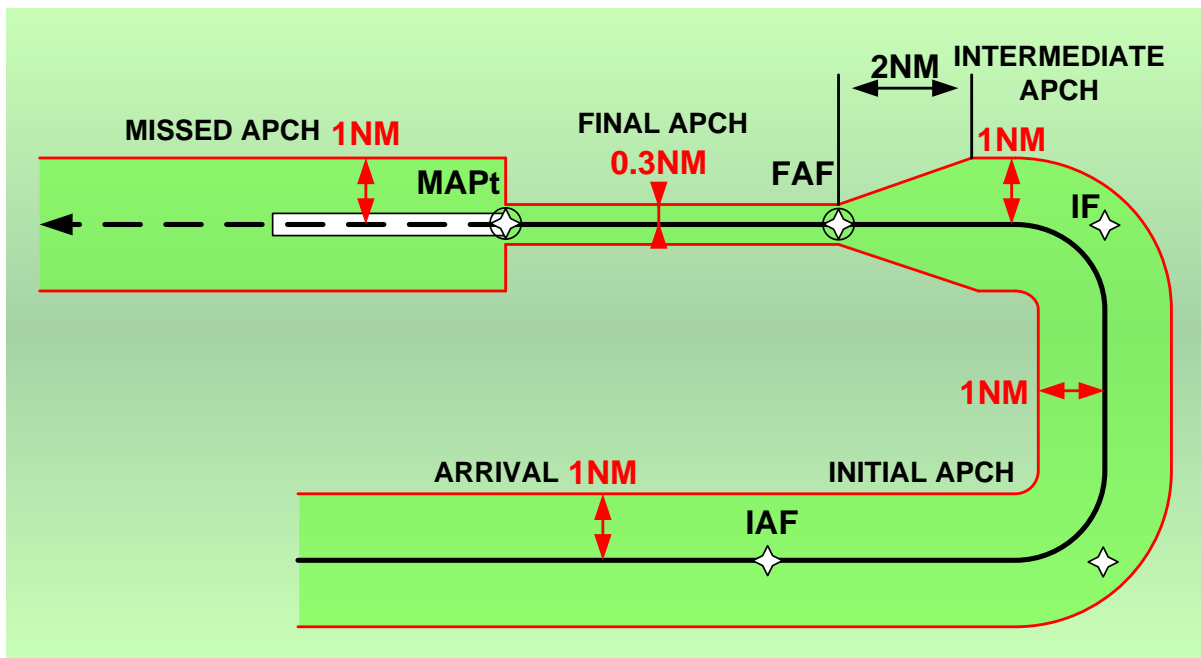 2NM
INTERMEDIATE
APCH
MISSED APCH 1NM
FINAL APCH
0.3NM
1NM
MAPt
FAF
IF
1NM
ARRIVAL 1NM
INITIAL APCH
IAF